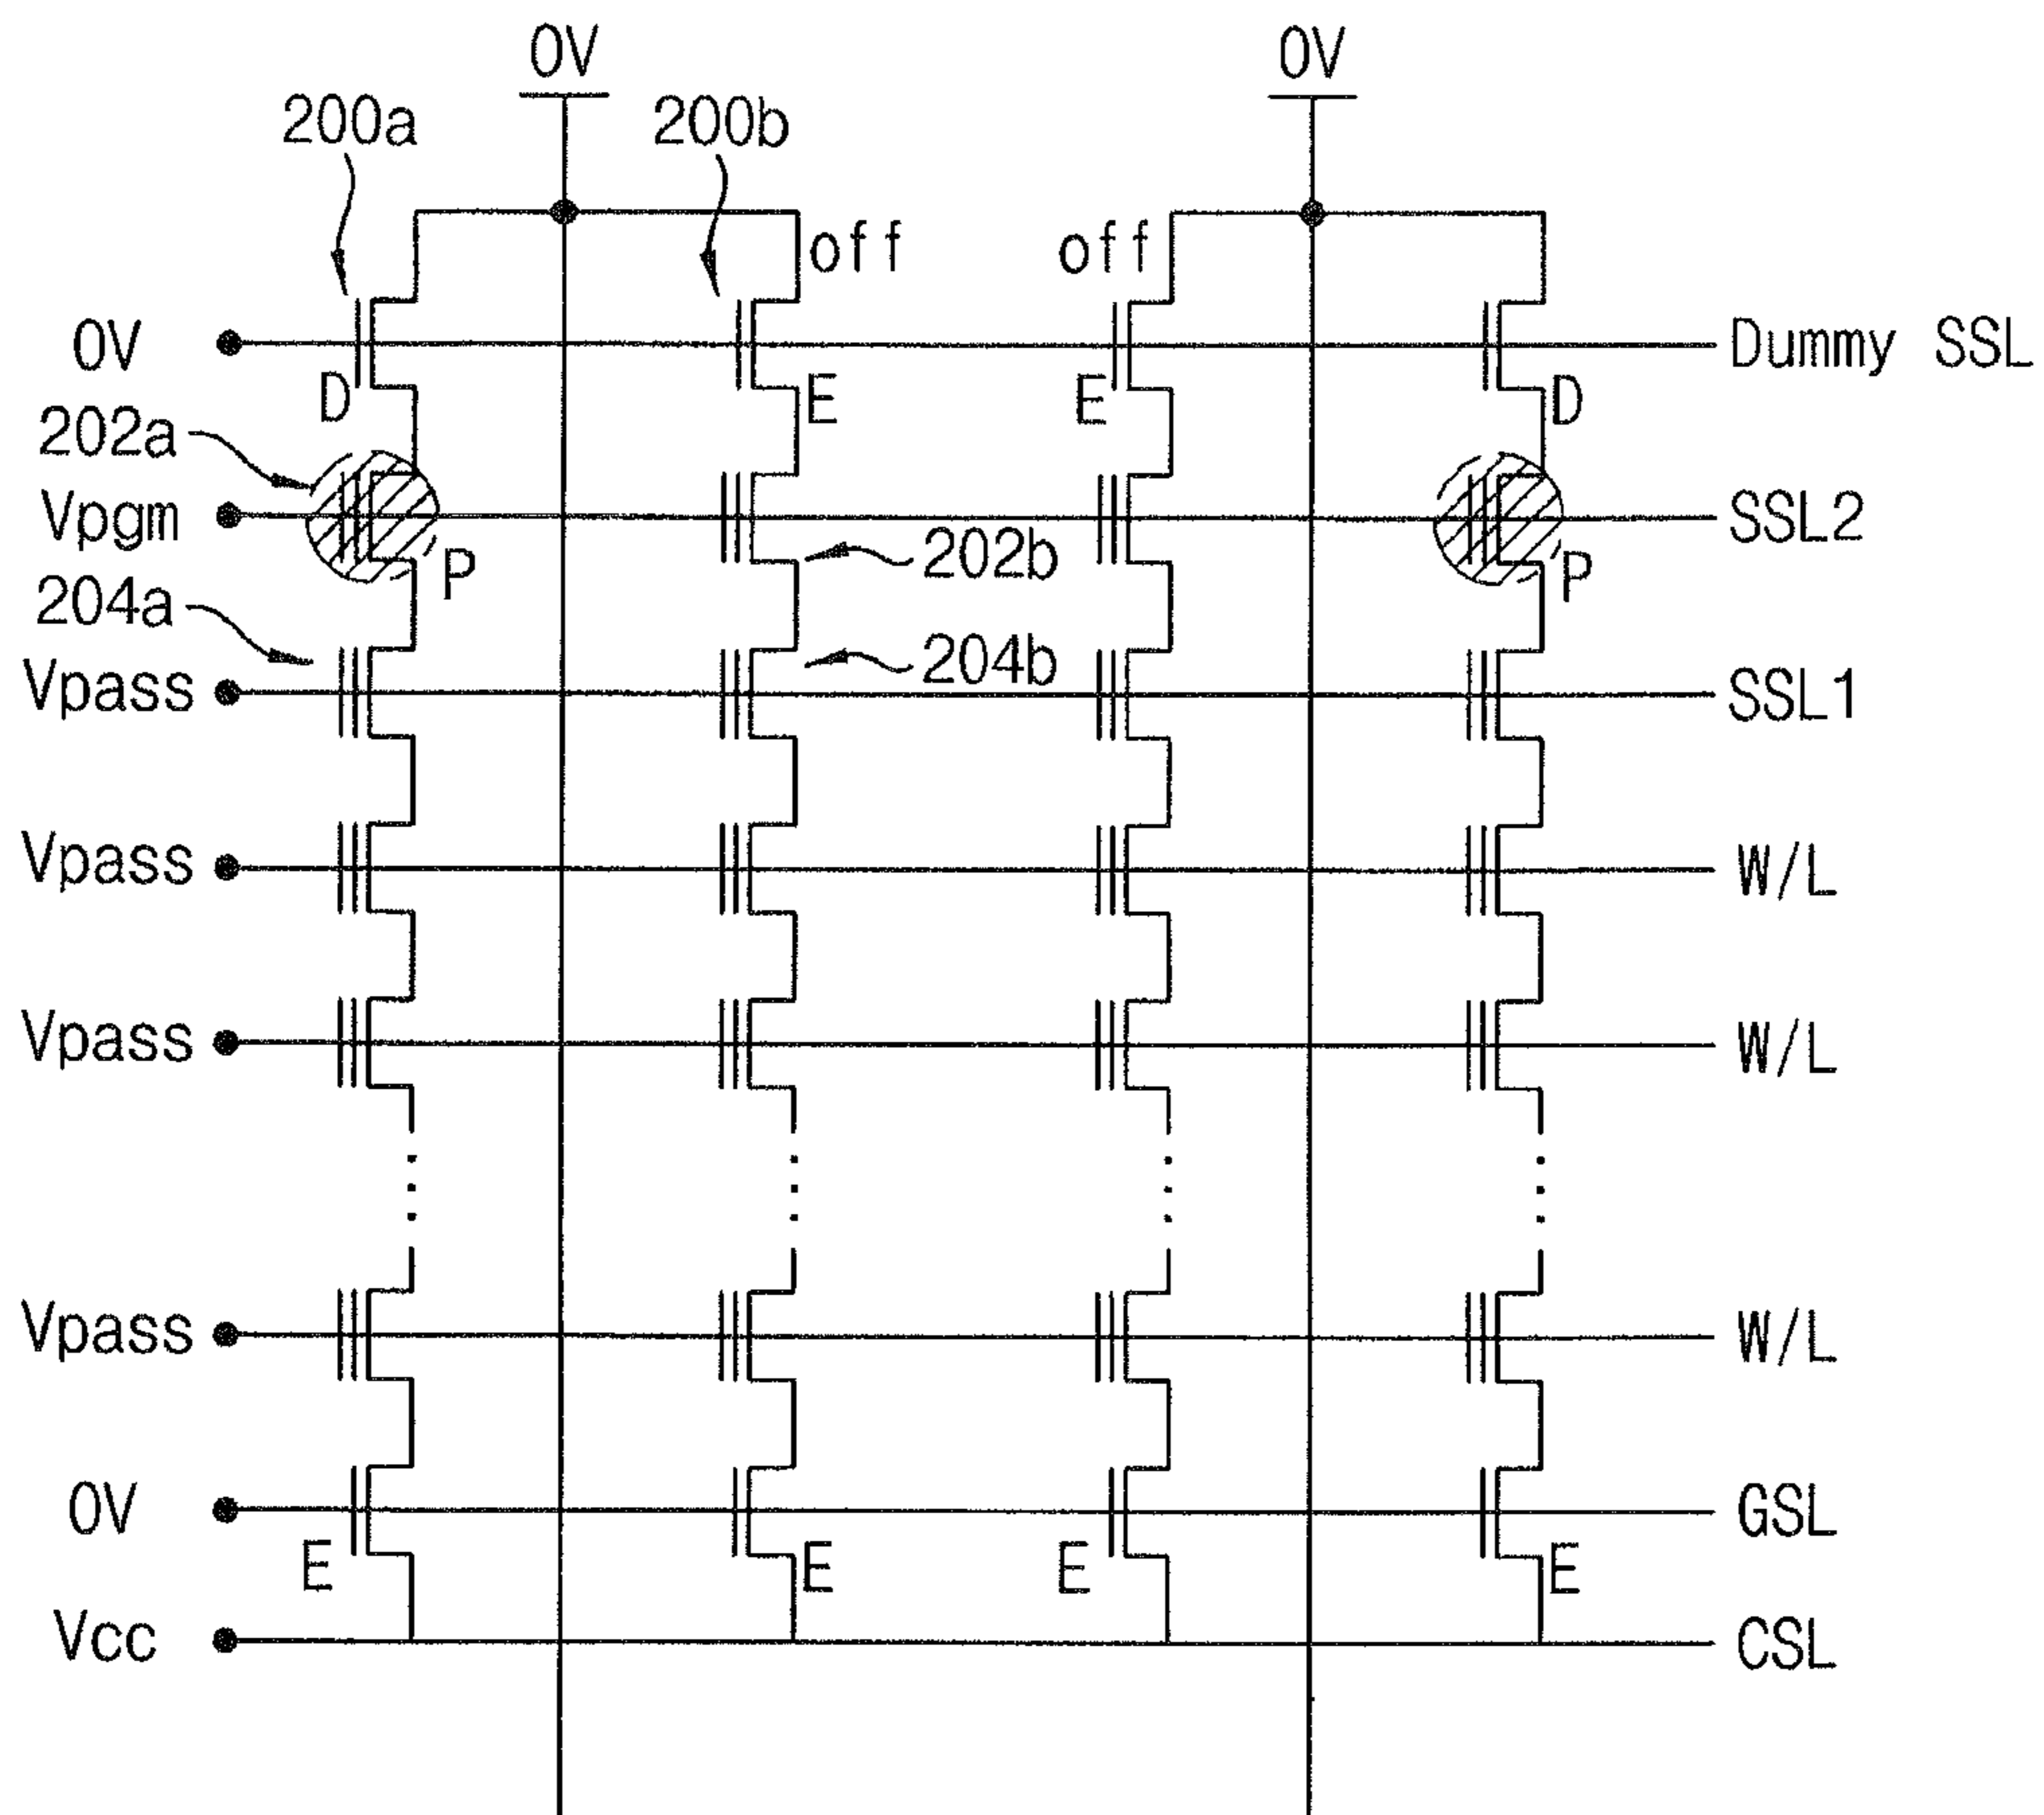 0V 0V
200a 200b
off off
0V Dummy SSL
D E E D
202a
Vpgm SSL2
202b
P P
204a
204b
Vpass SSL1
Vpass W/L
Vpass W/L
Vpass W/L
0V GSL
E E E E
Vcc CSL